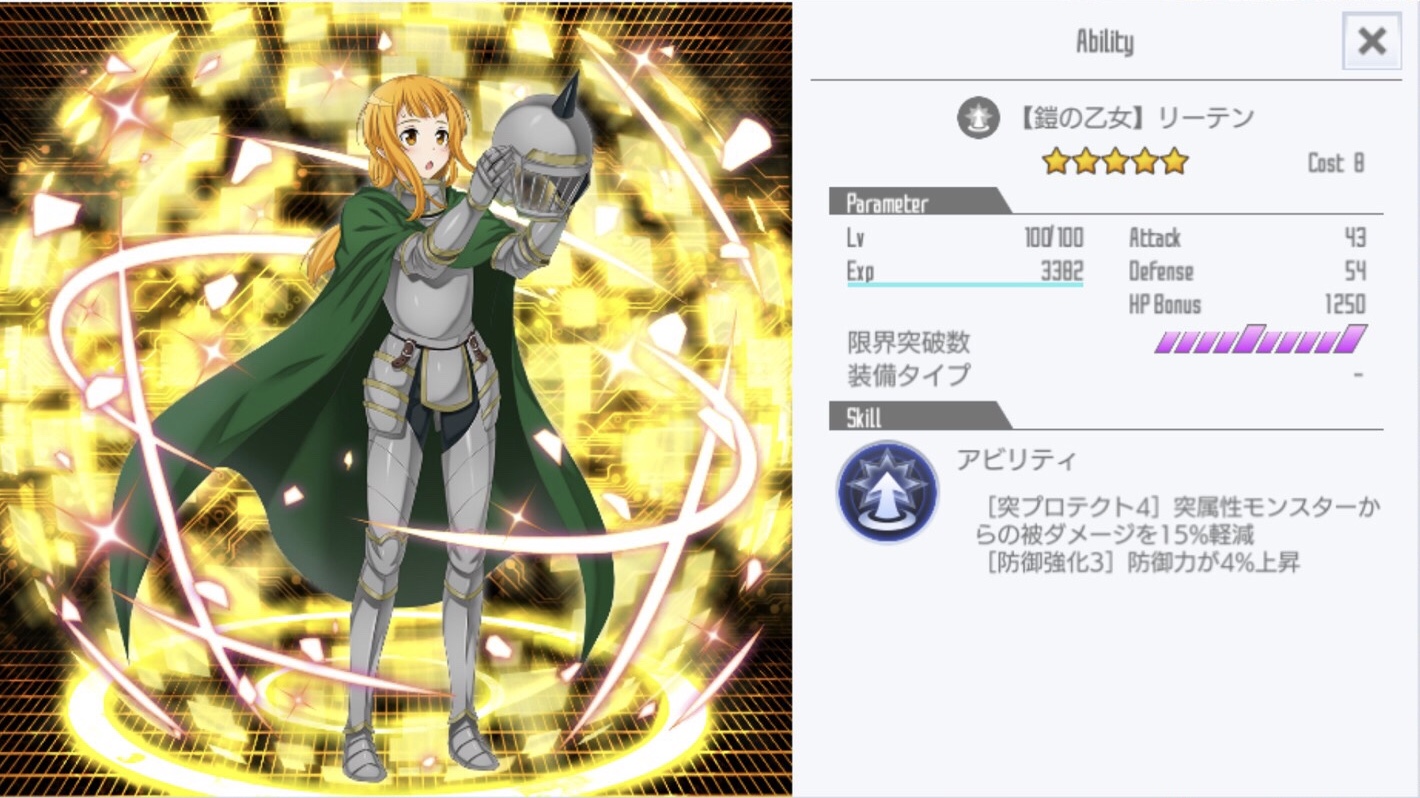 Ability
【鎧の乙女】リーテン
Cost 8
Parameter
Lv 100/100
Attack 43
Exp 3382
Defense 54
HP Bonus 1250
限界突破数
装備タイプ -
Skill
アビリティ
［突プロテクト4］突属性モンスターか
らの被ダメージを15%軽減
［防御強化3］防御力が4%上昇